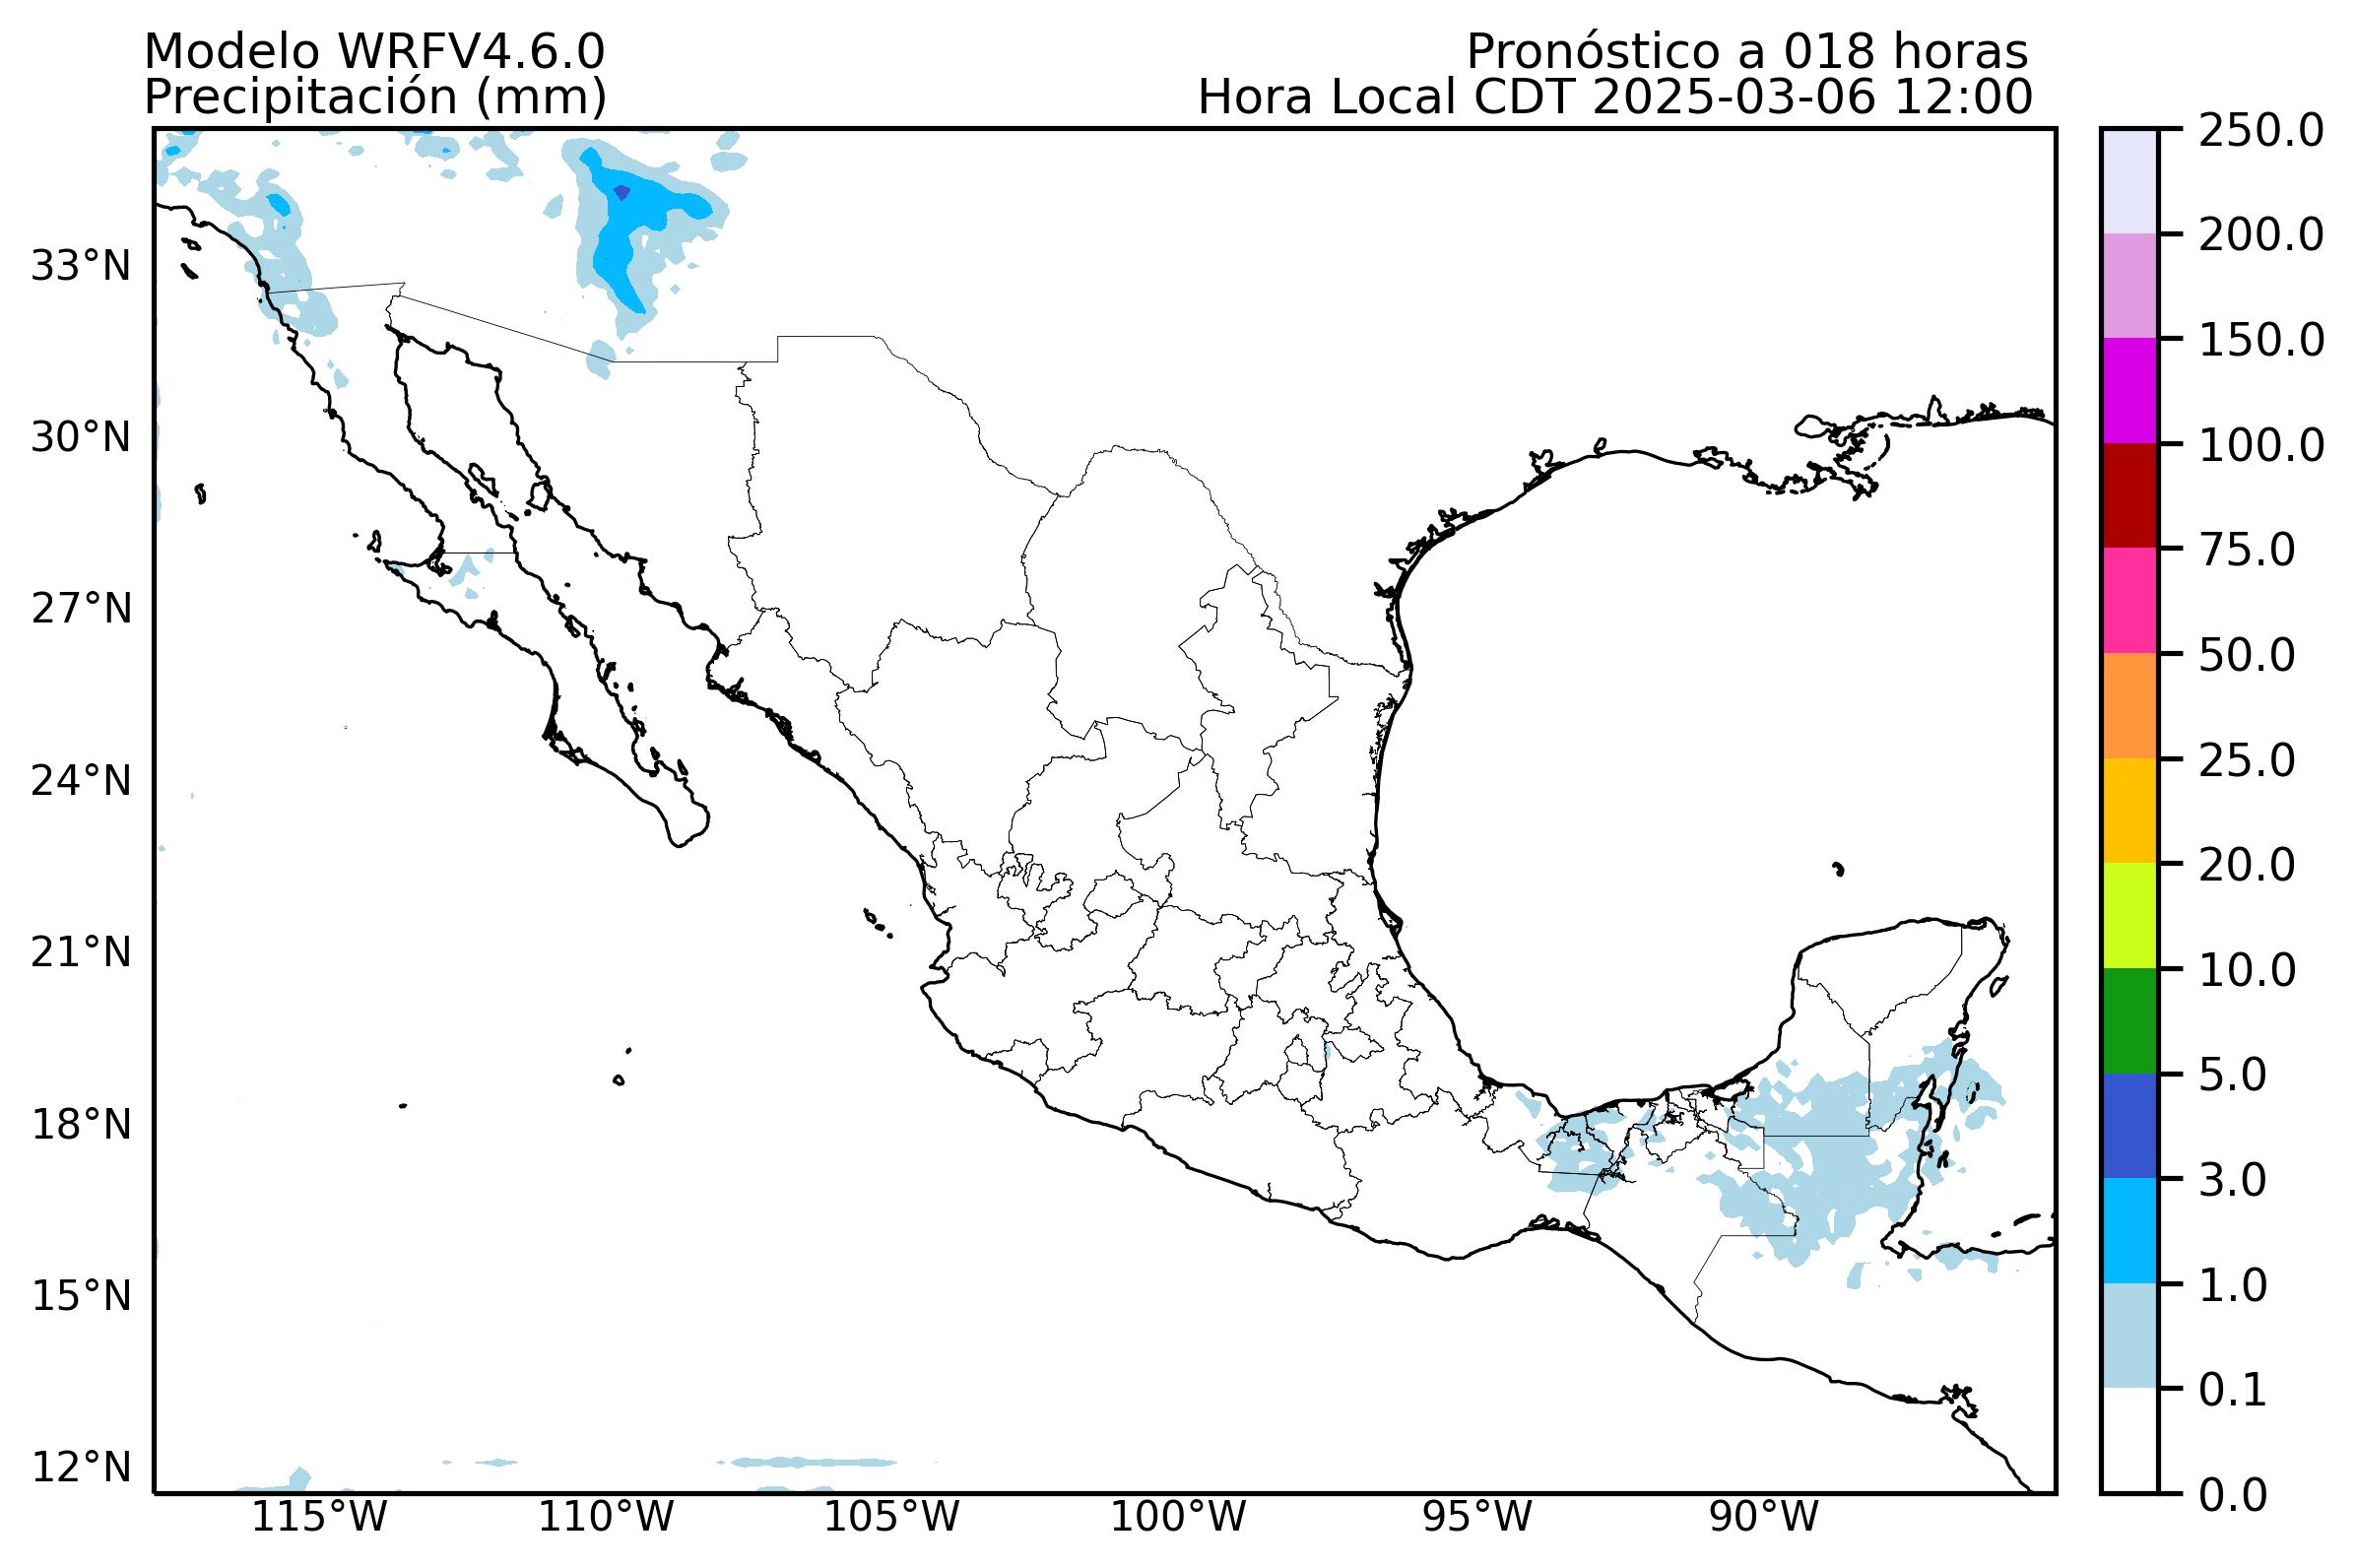 Modelo WRFV4.6.0
Precipitación (mm)
Pronóstico a 018 horas
Hora Local CDT 2025-03-06 12:00
33°N
30°N
27°N
24°N
21°N
18°N
15°N
12°N
115°W
110°W
105°W
100°W
95°W
90°W
250.0
200.0
150.0
100.0
75.0
50.0
25.0
20.0
10.0
5.0
3.0
1.0
0.1
0.0